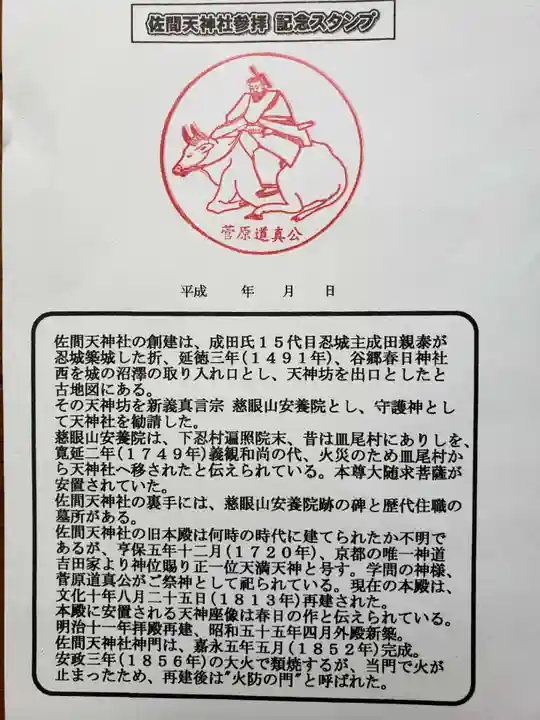 佐間天神社参拝 記念スタンプ
菅原道真公
平成　　年　　月　　日
佐間天神社の創建は、成田氏１５代目忍城主成田親泰が
忍城築城した折、延徳三年(１４９１年)、谷郷春日神社
西を城の沼澤の取り入れ口とし、天神坊を出口としたと
古地図にある。
その天神坊を新義真言宗 慈眼山安養院とし、守護神とし
て天神社を勧請した。
慈眼山安養院は、下忍村遍照院末、昔は皿尾村にありしを、
寛延二年(１７４９年)義観和尚の代、火災のため皿尾村か
ら天神社へ移されたと伝えられている。本尊大随求菩薩が
安置されていた。
佐間天神社の裏手には、慈眼山安養院跡の碑と歴代住職の
墓所がある。
佐間天神社の旧本殿は何時の時代に建てられたか不明で
あるが、亨保五年十二月(１７２０年)、京都の唯一神道
吉田家より神位賜り正一位天満天神と号す。学問の神様、
菅原道真公がご祭神として祀られている。現在の本殿は、
文化十年八月二十五日(１８１３年)再建された。
本殿に安置される天神座像は春日の作と伝えられている。
明治十一年拝殿再建、昭和五十五年四月外殿新築。
佐間天神社神門は、嘉永五年五月(１８５２年)完成。
安政三年(１８５６年)の大火で類焼するが、当門で火が
止まったため、再建後は"火防の門"と呼ばれた。